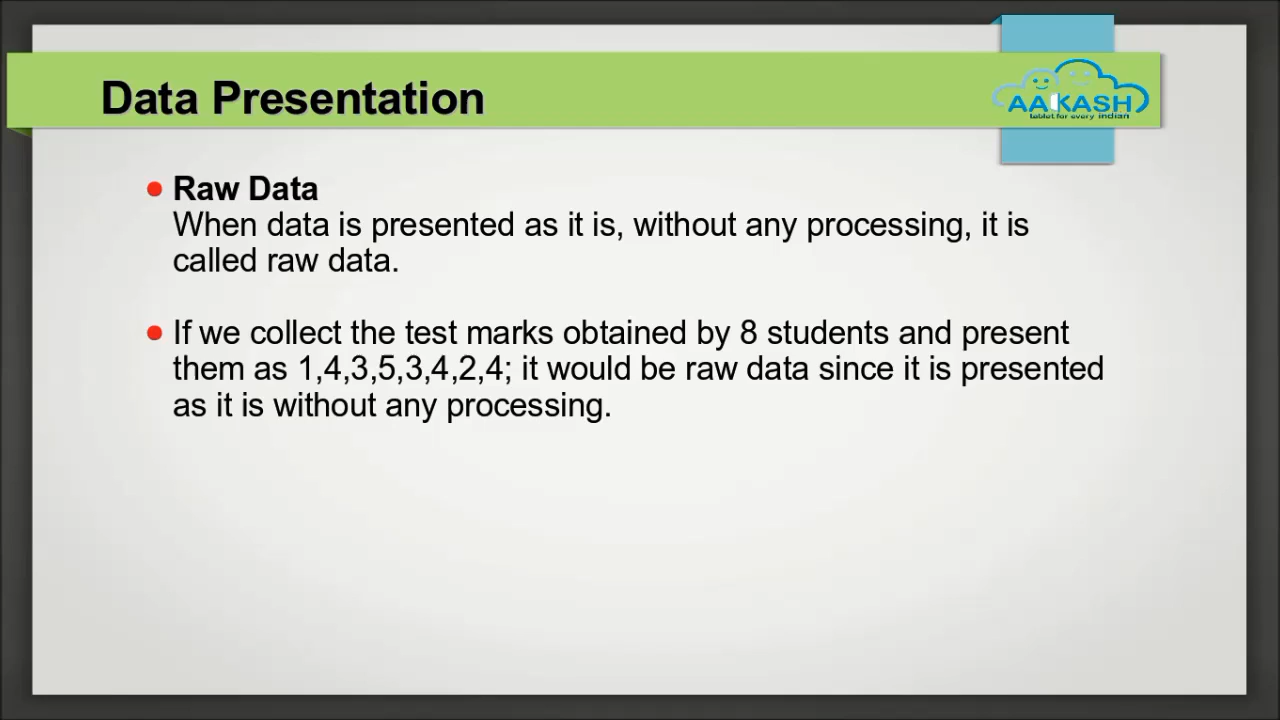 Data Presentation
AAKASH
tablet for every indian
Raw Data
When data is presented as it is, without any processing, it is
called raw data.
If we collect the test marks obtained by 8 students and present
them as 1,4,3,5,3,4,2,4; it would be raw data since it is presented
as it is without any processing.